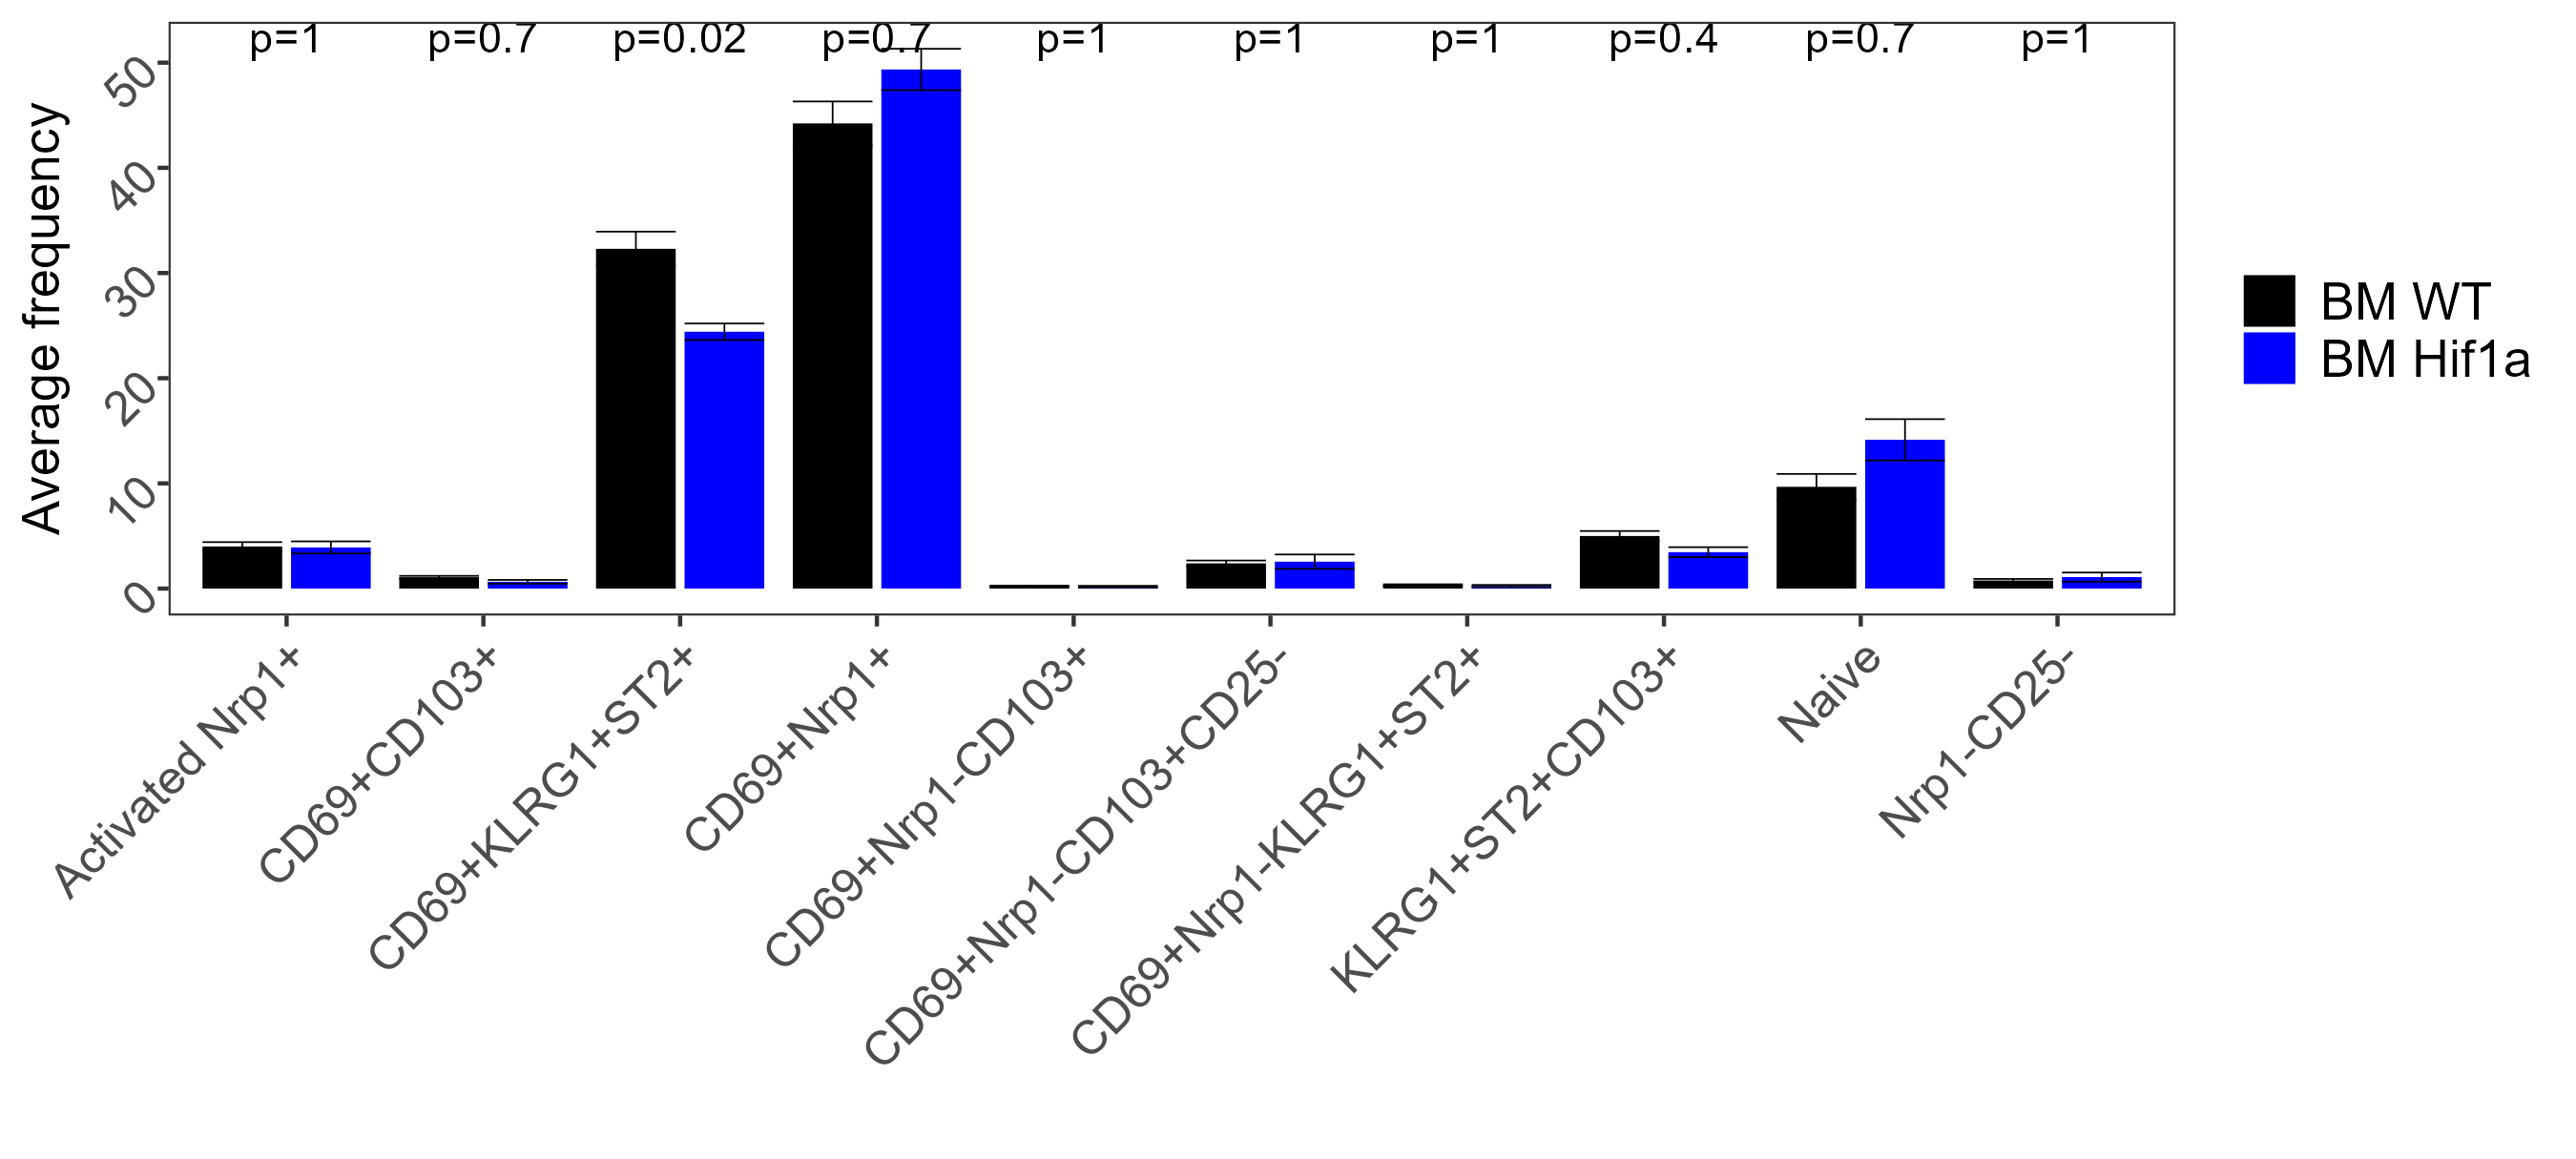 p=1 p=0.7 p=0.02 p=0.7 p=1 p=1 p=1 p=0.4 p=0.7 p=1
Average frequency
50
40
30
20
10
0
BM WT
BM Hif1a
Activated Nrp1+
CD69+CD103+
CD69+KLRG1+ST2+
CD69+Nrp1+
CD69+Nrp1-CD103+
CD69+Nrp1-CD103+CD25-
CD69+Nrp1-KLRG1+ST2+
KLRG1+ST2+CD103+
Naive
Nrp1-CD25-